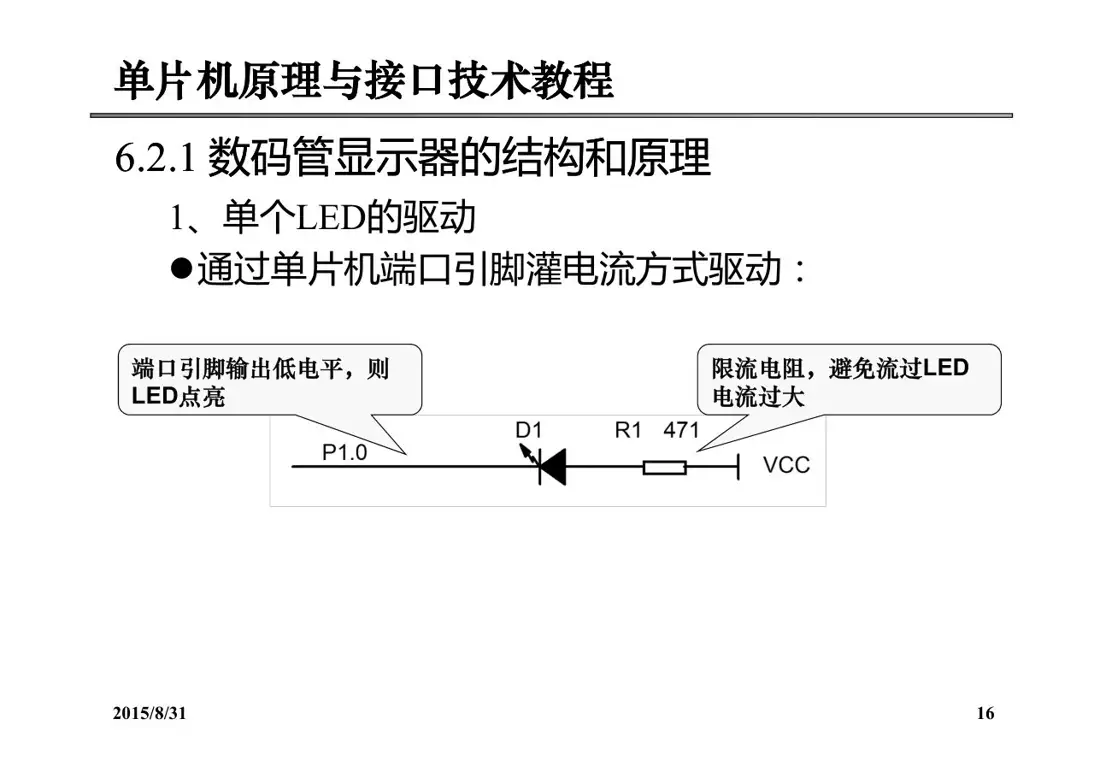 单片机原理与接口技术教程
6.2.1 数码管显示器的结构和原理
1、单个LED的驱动
●通过单片机端口引脚灌电流方式驱动：
端口引脚输出低电平，则
LED点亮
限流电阻，避免流过LED
电流过大
P1.0
D1
R1 471
VCC
2015/8/31
16